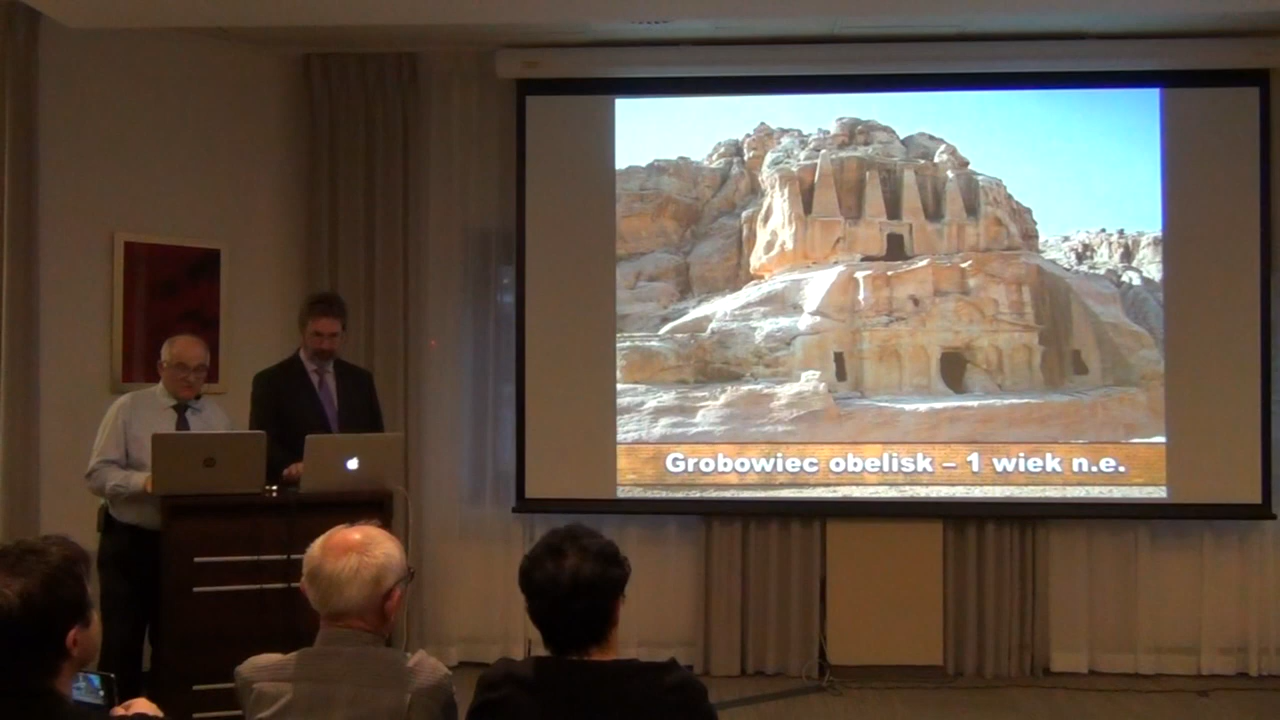 Grobowiec obelisk – 1 wiek n.e.